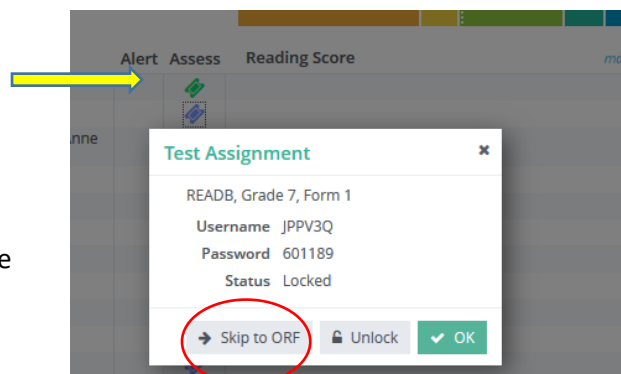 Alert Assess Reading Score
nne
Test Assignment
READB, Grade 7, Form 1
Username JPPV3Q
Password 601189
Status Locked
e
Skip to ORF Unlock OK